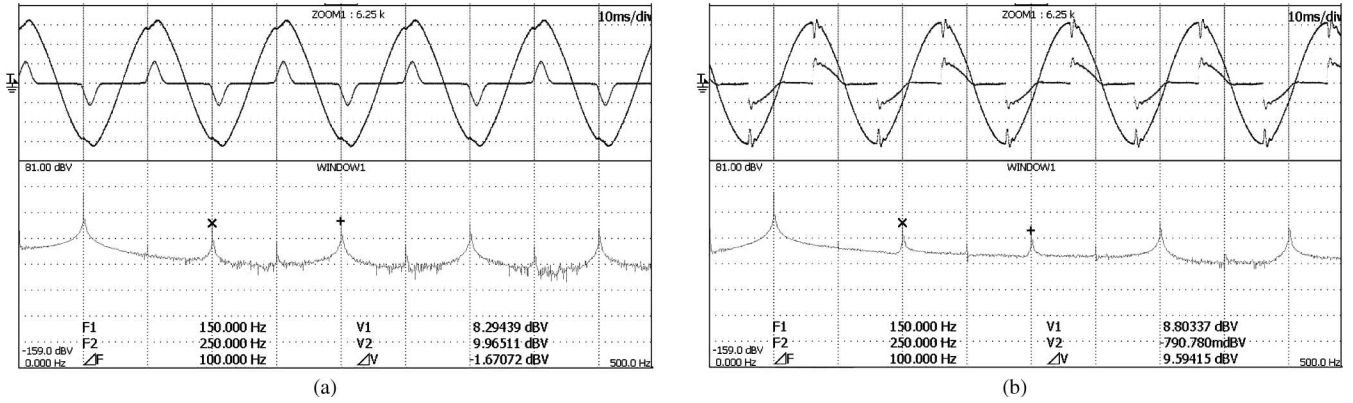 ZOOM1 : 6.25 k
10ms/div
T
81.00 dBV
WINDOW1
F1 150.000 Hz V1 8.29439 dBV
F2 250.000 Hz V2 9.96511 dBV
-159.0 dBV
0.000 Hz ⊿F 100.000 Hz ⊿V -1.67072 dBV 500.0 Hz
(a)
ZOOM1 : 6.25 k
10ms/div
T
81.00 dBV
WINDOW1
F1 150.000 Hz V1 8.80337 dBV
F2 250.000 Hz V2 -790.780mdBV
-159.0 dBV
0.000 Hz ⊿F 100.000 Hz ⊿V 9.59415 dBV 500.0 Hz
(b)